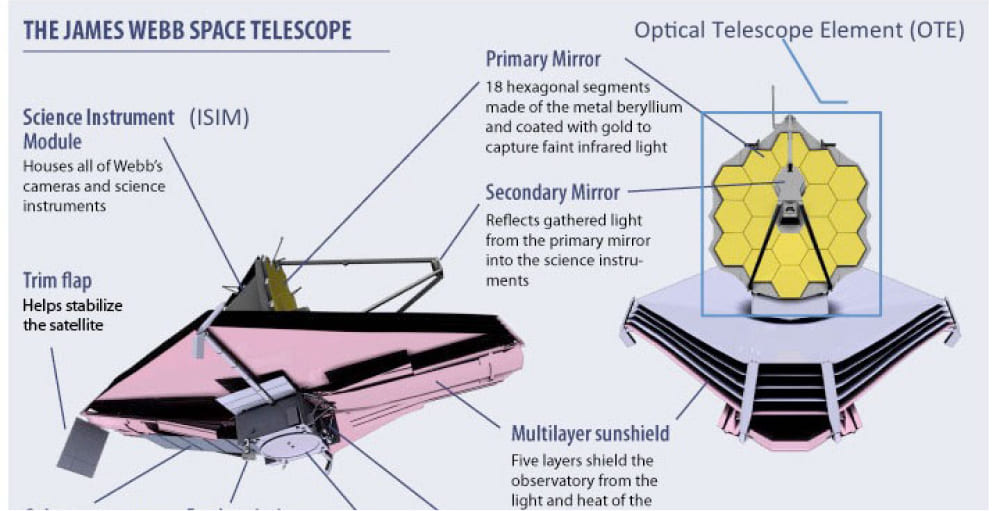 THE JAMES WEBB SPACE TELESCOPE
Optical Telescope Element (OTE)
Primary Mirror
18 hexagonal segments
made of the metal beryllium
and coated with gold to
capture faint infrared light
Science Instrument (ISIM)
Module
Houses all of Webb's
cameras and science
instruments
Secondary Mirror
Reflects gathered light
from the primary mirror
into the science instru-
ments
Trim flap
Helps stabilize
the satellite
Multilayer sunshield
Five layers shield the
observatory from the
light and heat of the